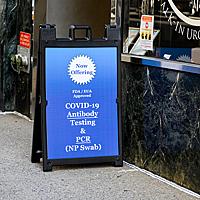 Now
Offering
FDA / EUA
Approved
COVID-19
Antibody
Testing
&
PCR
(NP Swab)